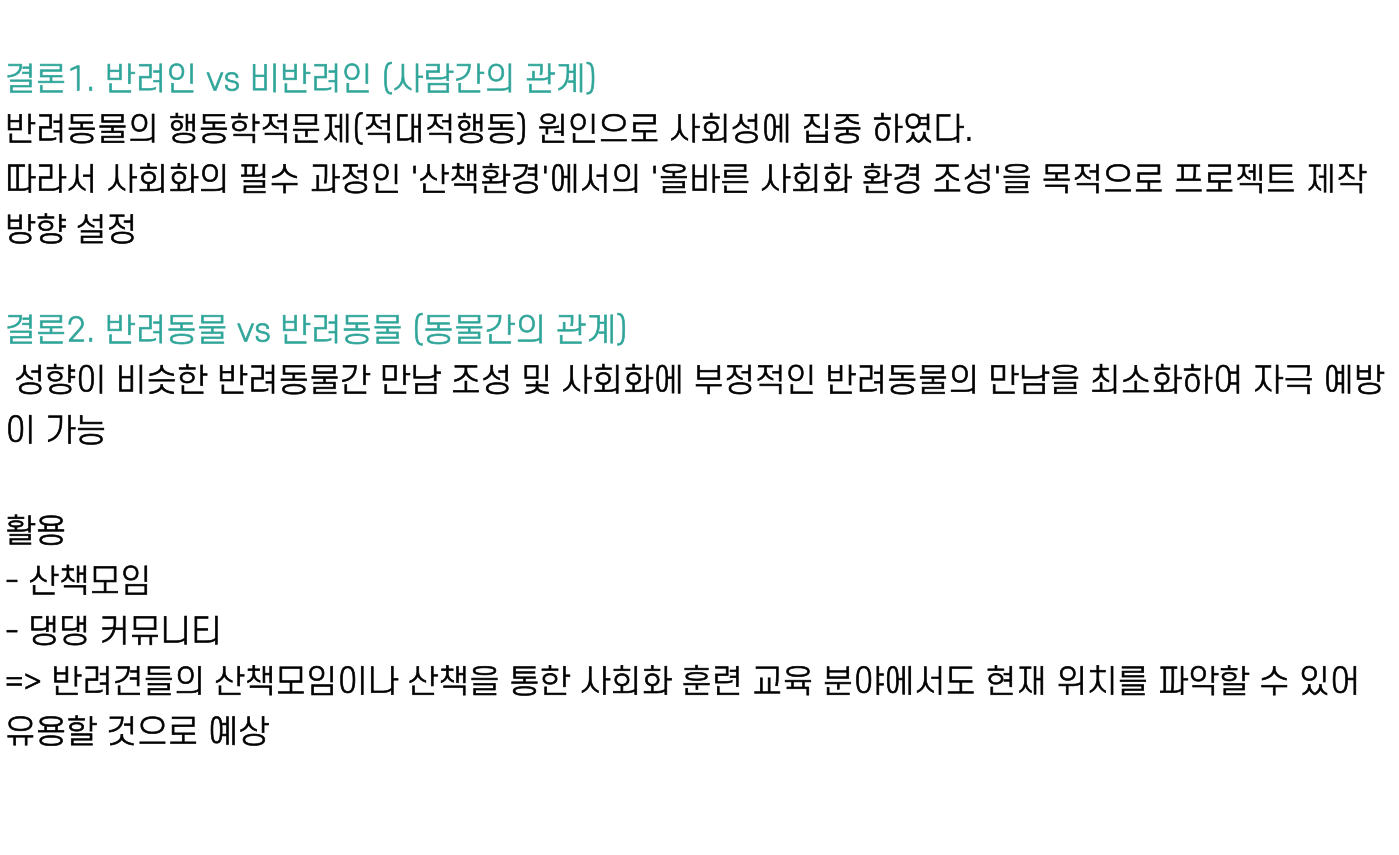 결론1. 반려인 vs 비반려인 (사람간의 관계)
반려동물의 행동학적문제(적대적행동) 원인으로 사회성에 집중 하였다.
따라서 사회화의 필수 과정인 '산책환경'에서의 '올바른 사회화 환경 조성'을 목적으로 프로젝트 제작
방향 설정
결론2. 반려동물 vs 반려동물 (동물간의 관계)
성향이 비슷한 반려동물간 만남 조성 및 사회화에 부정적인 반려동물의 만남을 최소화하여 자극 예방
이 가능
활용
- 산책모임
- 댕댕 커뮤니티
=> 반려견들의 산책모임이나 산책을 통한 사회화 훈련 교육 분야에서도 현재 위치를 파악할 수 있어
유용할 것으로 예상